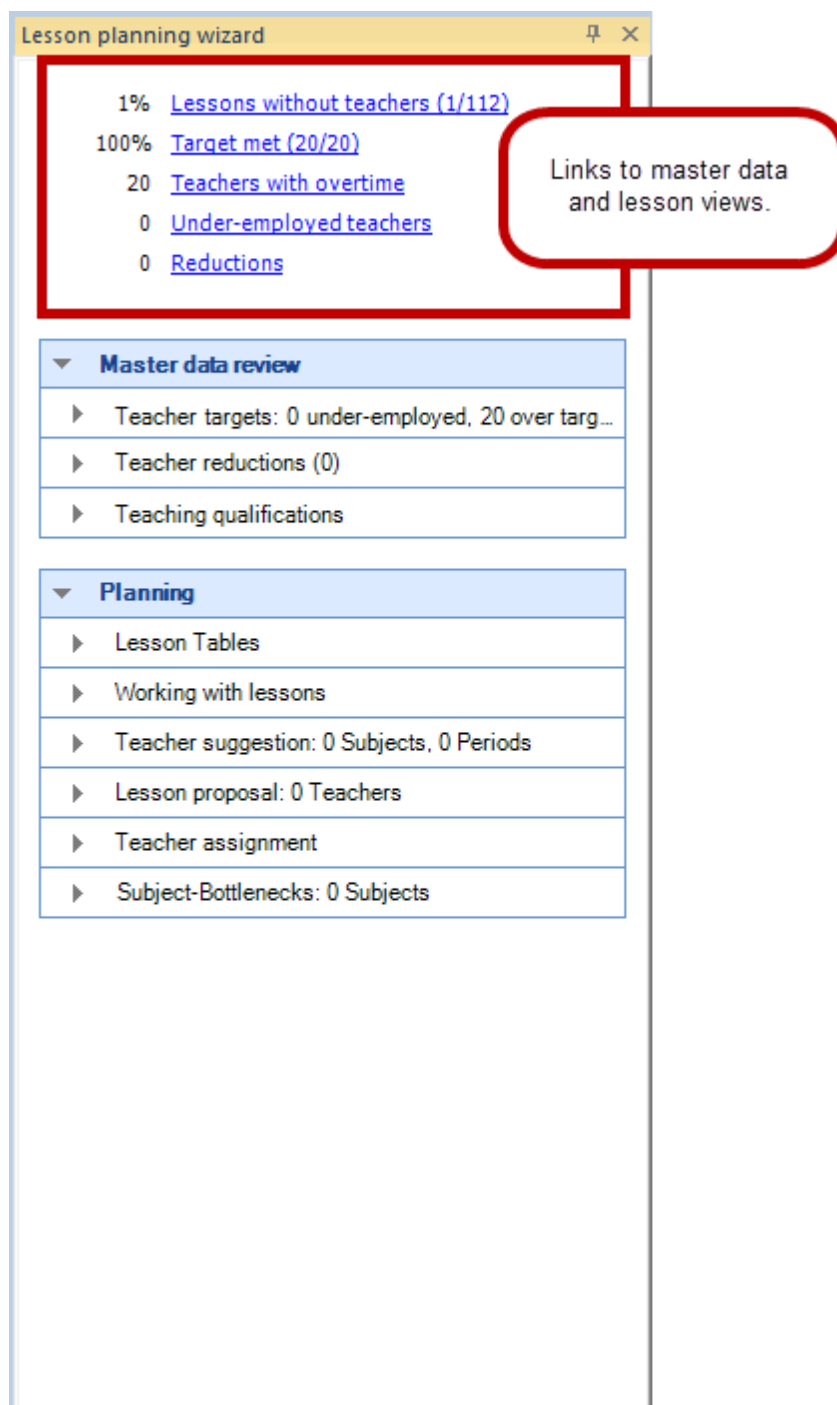 Lesson planning wizard
1% Lessons without teachers (1/112)
100% Target met (20/20)
20 Teachers with overtime
0 Under-employed teachers
0 Reductions
Links to master data
and lesson views.
Master data review
Teacher targets: 0 under-employed, 20 over targ...
Teacher reductions (0)
Teaching qualifications
Planning
Lesson Tables
Working with lessons
Teacher suggestion: 0 Subjects, 0 Periods
Lesson proposal: 0 Teachers
Teacher assignment
Subject-Bottlenecks: 0 Subjects